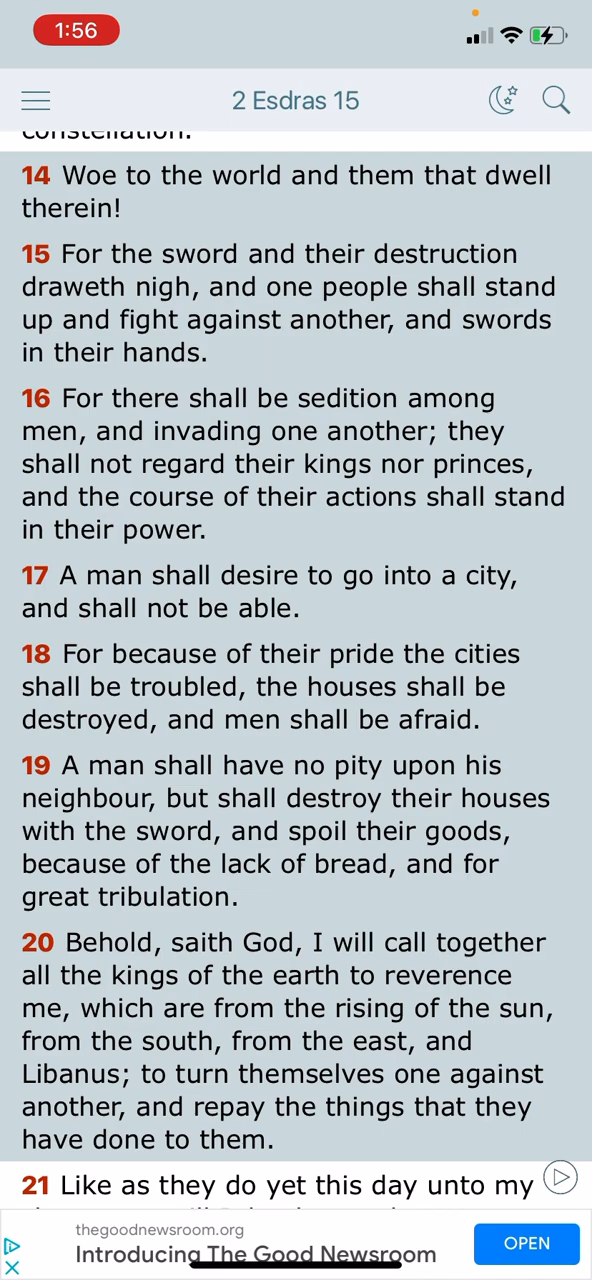 1:56
2 Esdras 15
constellation.
14 Woe to the world and them that dwell
therein!
15 For the sword and their destruction
draweth nigh, and one people shall stand
up and fight against another, and swords
in their hands.
16 For there shall be sedition among
men, and invading one another; they
shall not regard their kings nor princes,
and the course of their actions shall stand
in their power.
17 A man shall desire to go into a city,
and shall not be able.
18 For because of their pride the cities
shall be troubled, the houses shall be
destroyed, and men shall be afraid.
19 A man shall have no pity upon his
neighbour, but shall destroy their houses
with the sword, and spoil their goods,
because of the lack of bread, and for
great tribulation.
20 Behold, saith God, I will call together
all the kings of the earth to reverence
me, which are from the rising of the sun,
from the south, from the east, and
Libanus; to turn themselves one against
another, and repay the things that they
have done to them.
21 Like as they do yet this day unto my
thegoodnewsroom.org
Introducing The Good Newsroom
OPEN